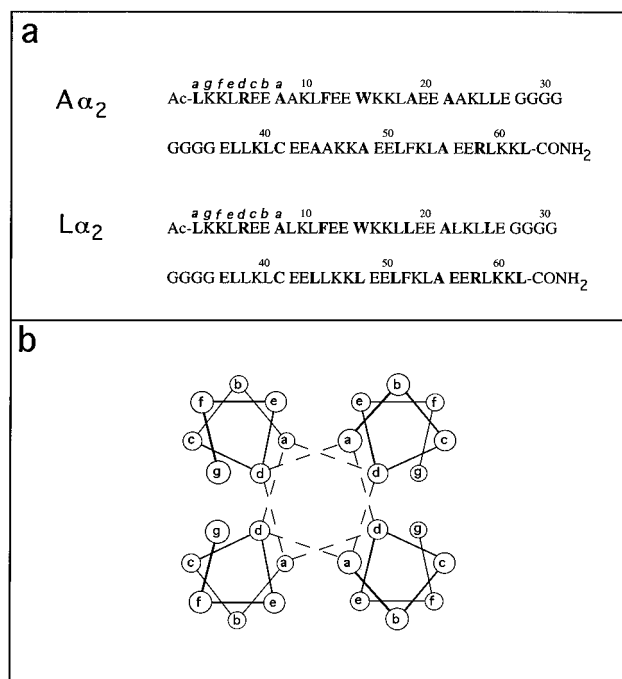 a
a g f e d c b a 10 20 30
Aα2 Ac-LKKLREE AAKLFEE WKKLAEE AAKLLE GGGG
40 50 60
GGGG ELLKLC EEAAKKA EELFKLA EERLKKL-CONH2
a g f e d c b a 10 20 30
Lα2 Ac-LKKLREE ALKLFEE WKKLLEE ALKLLE GGGG
40 50 60
GGGG ELLKLC EELLKKL EELFKLA EERLKKL-CONH2
b
b b
f e e f
c a a c
g d d g
g d d g
c a a c
f e e f
b b